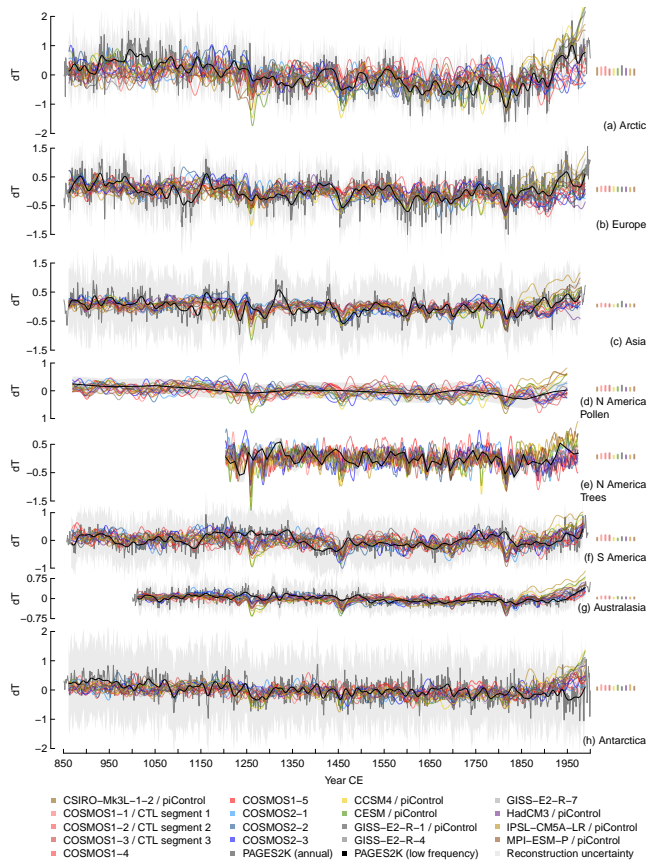 2
1
0
1
2
dT
(a) Arctic
1.5
0.5
−0.5
−1.5
dT
(b) Europe
1.5
0.5
−0.5
−1.5
dT
(c) Asia
1
0
1
dT
(d) N America
Pollen
0.5
−0.5
−1.5
dT
(e) N America
Trees
1
0
−1
dT
(f) S America
0.75
0
−0.75
dT
(g) Australasia
2
1
0
−1
−2
dT
(h) Antarctica
850 950 1050 1150 1250 1350 1450 1550 1650 1750 1850 1950
Year CE
CSIRO−Mk3L−1−2 / piControl COSMOS1−5 CCSM4 / piControl GISS−E2−R−7
COSMOS1−1 / CTL segment 1 COSMOS2−1 CESM / piControl HadCM3 / piControl
COSMOS1−2 / CTL segment 2 COSMOS2−2 GISS−E2−R−1 / piControl IPSL−CM5A−LR / piControl
COSMOS1−3 / CTL segment 3 COSMOS2−3 GISS−E2−R−4 MPI−ESM−P / piControl
COSMOS1−4 PAGES2K (annual) PAGES2K (low frequency) Reconstruction uncertainty